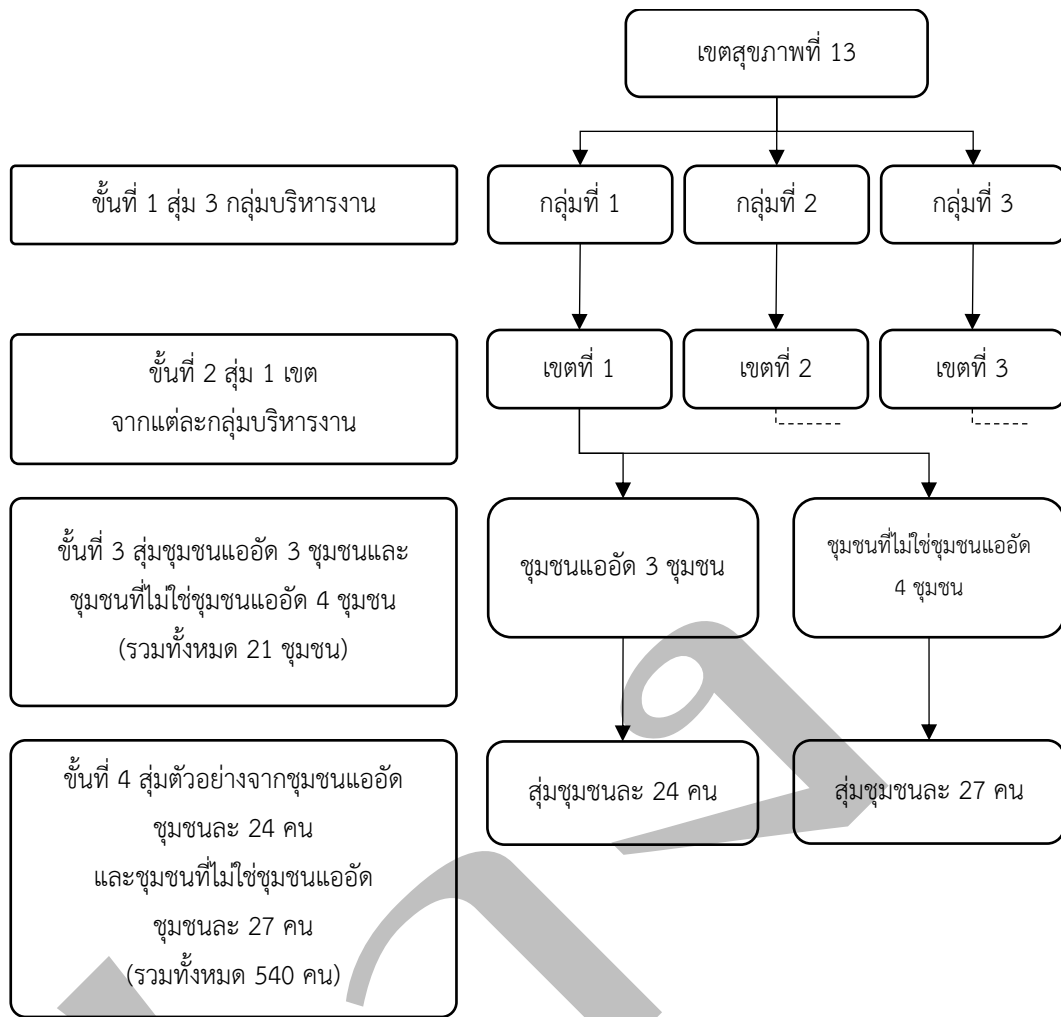 เขตสุขภาพที่ 13
ขั้นที่ 1 สุ่ม 3 กลุ่มบริหารงาน
กลุ่มที่ 1
กลุ่มที่ 2
กลุ่มที่ 3
ขั้นที่ 2 สุ่ม 1 เขต
จากแต่ละกลุ่มบริหารงาน
เขตที่ 1
เขตที่ 2
เขตที่ 3
ขั้นที่ 3 สุ่มชุมชนแออัด 3 ชุมชนและ
ชุมชนที่ไม่ใช่ชุมชนแออัด 4 ชุมชน
(รวมทั้งหมด 21 ชุมชน)
ชุมชนแออัด 3 ชุมชน
ชุมชนที่ไม่ใช่ชุมชนแออัด
4 ชุมชน
ขั้นที่ 4 สุ่มตัวอย่างจากชุมชนแออัด
ชุมชนละ 24 คน
และชุมชนที่ไม่ใช่ชุมชนแออัด
ชุมชนละ 27 คน
(รวมทั้งหมด 540 คน)
สุ่มชุมชนละ 24 คน
สุ่มชุมชนละ 27 คน